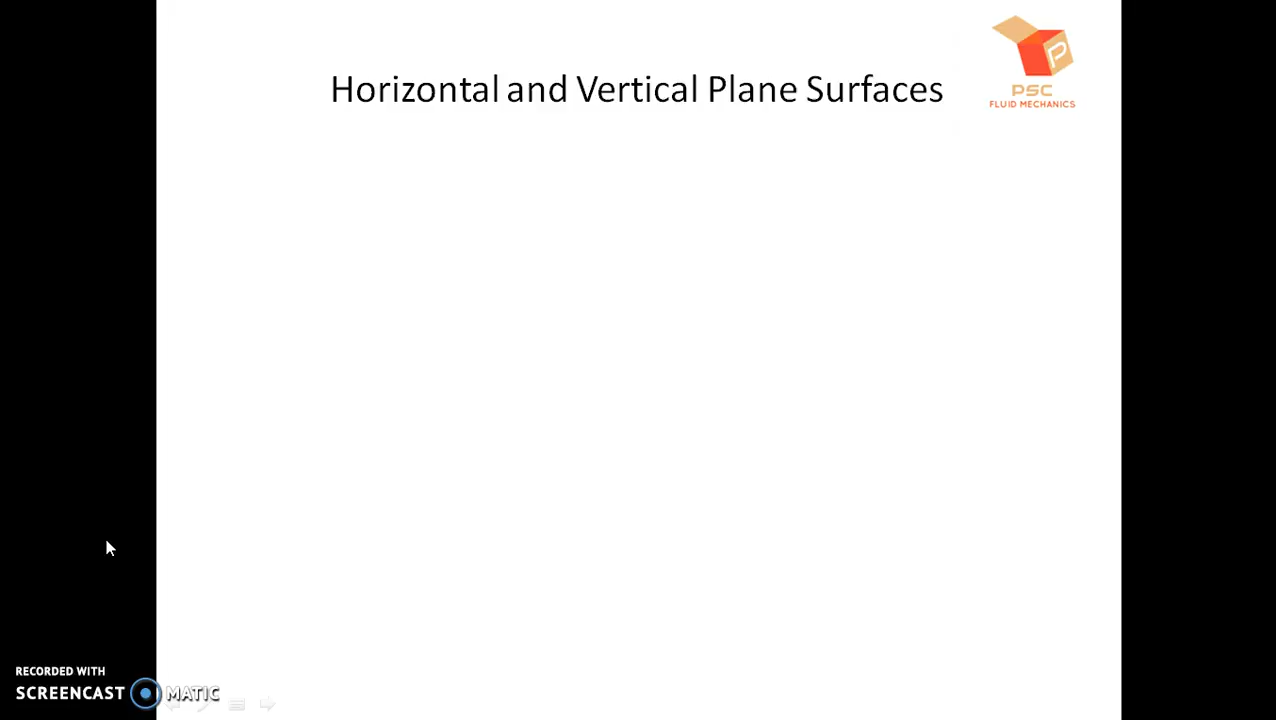 Horizontal and Vertical Plane Surfaces
P
PSC
FLUID MECHANICS
RECORDED WITH
SCREENCAST MATIC